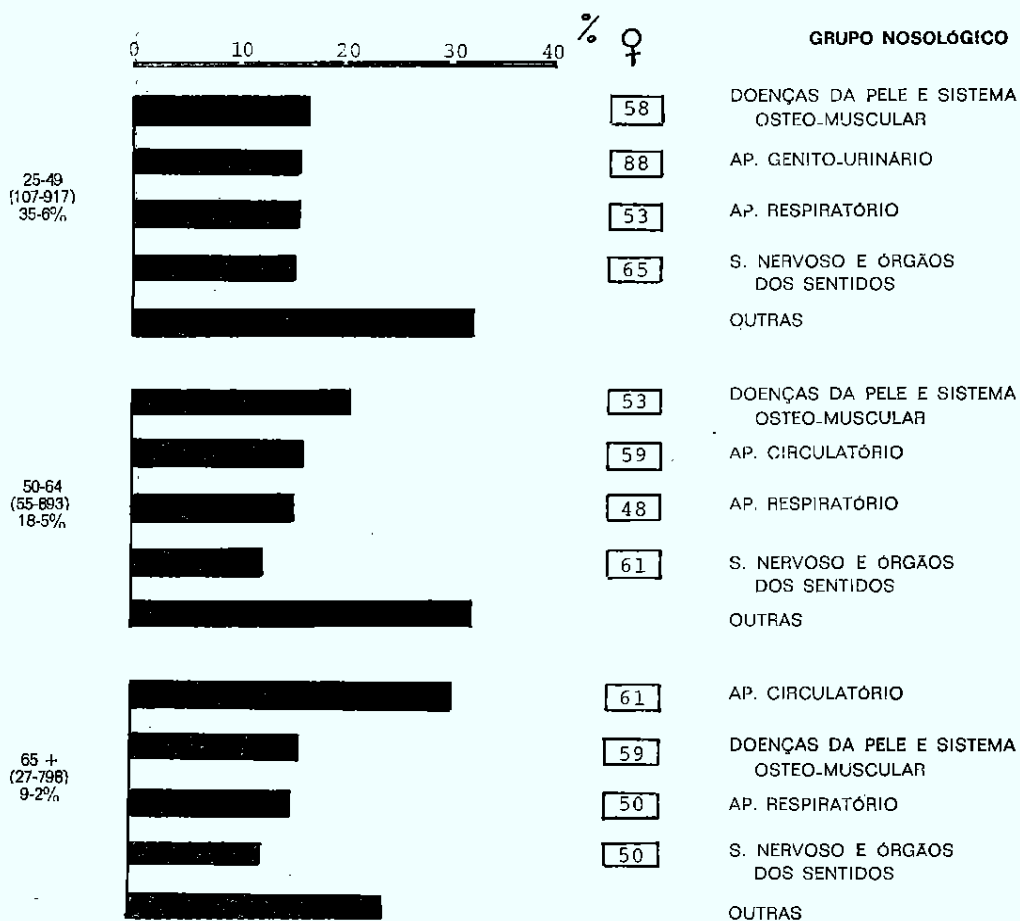 0 10 20 30 40 % ♀ GRUPO NOSOLÓGICO
25-49
(107-917)
35-6%
58 DOENÇAS DA PELE E SISTEMA
OSTEO-MUSCULAR
88 AP. GENITO-URINÁRIO
53 AP. RESPIRATÓRIO
65 S. NERVOSO E ÓRGÃOS
DOS SENTIDOS
OUTRAS
50-64
(55-893)
18-5%
53 DOENÇAS DA PELE E SISTEMA
OSTEO-MUSCULAR
59 AP. CIRCULATÓRIO
48 AP. RESPIRATÓRIO
61 S. NERVOSO E ÓRGÃOS
DOS SENTIDOS
OUTRAS
65 +
(27-798)
9-2%
61 AP. CIRCULATÓRIO
59 DOENÇAS DA PELE E SISTEMA
OSTEO-MUSCULAR
50 AP. RESPIRATÓRIO
50 S. NERVOSO E ÓRGÃOS
DOS SENTIDOS
OUTRAS